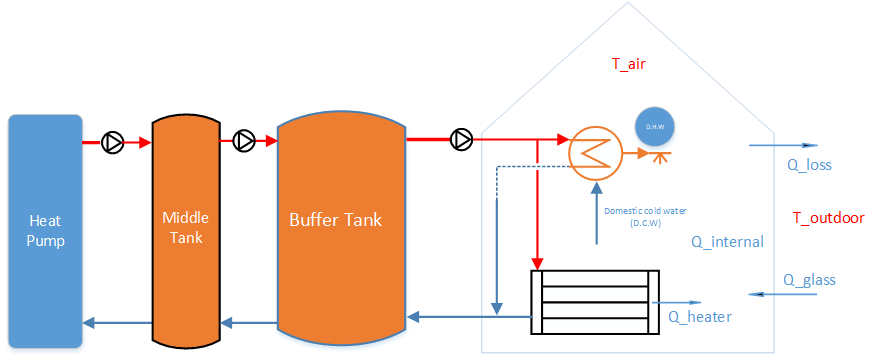 T_air
D.H.W
Q_loss
Heat
Pump
Middle
Tank
Buffer Tank
Domestic cold water
(D.C.W)
T_outdoor
Q_internal
Q_glass
Q_heater